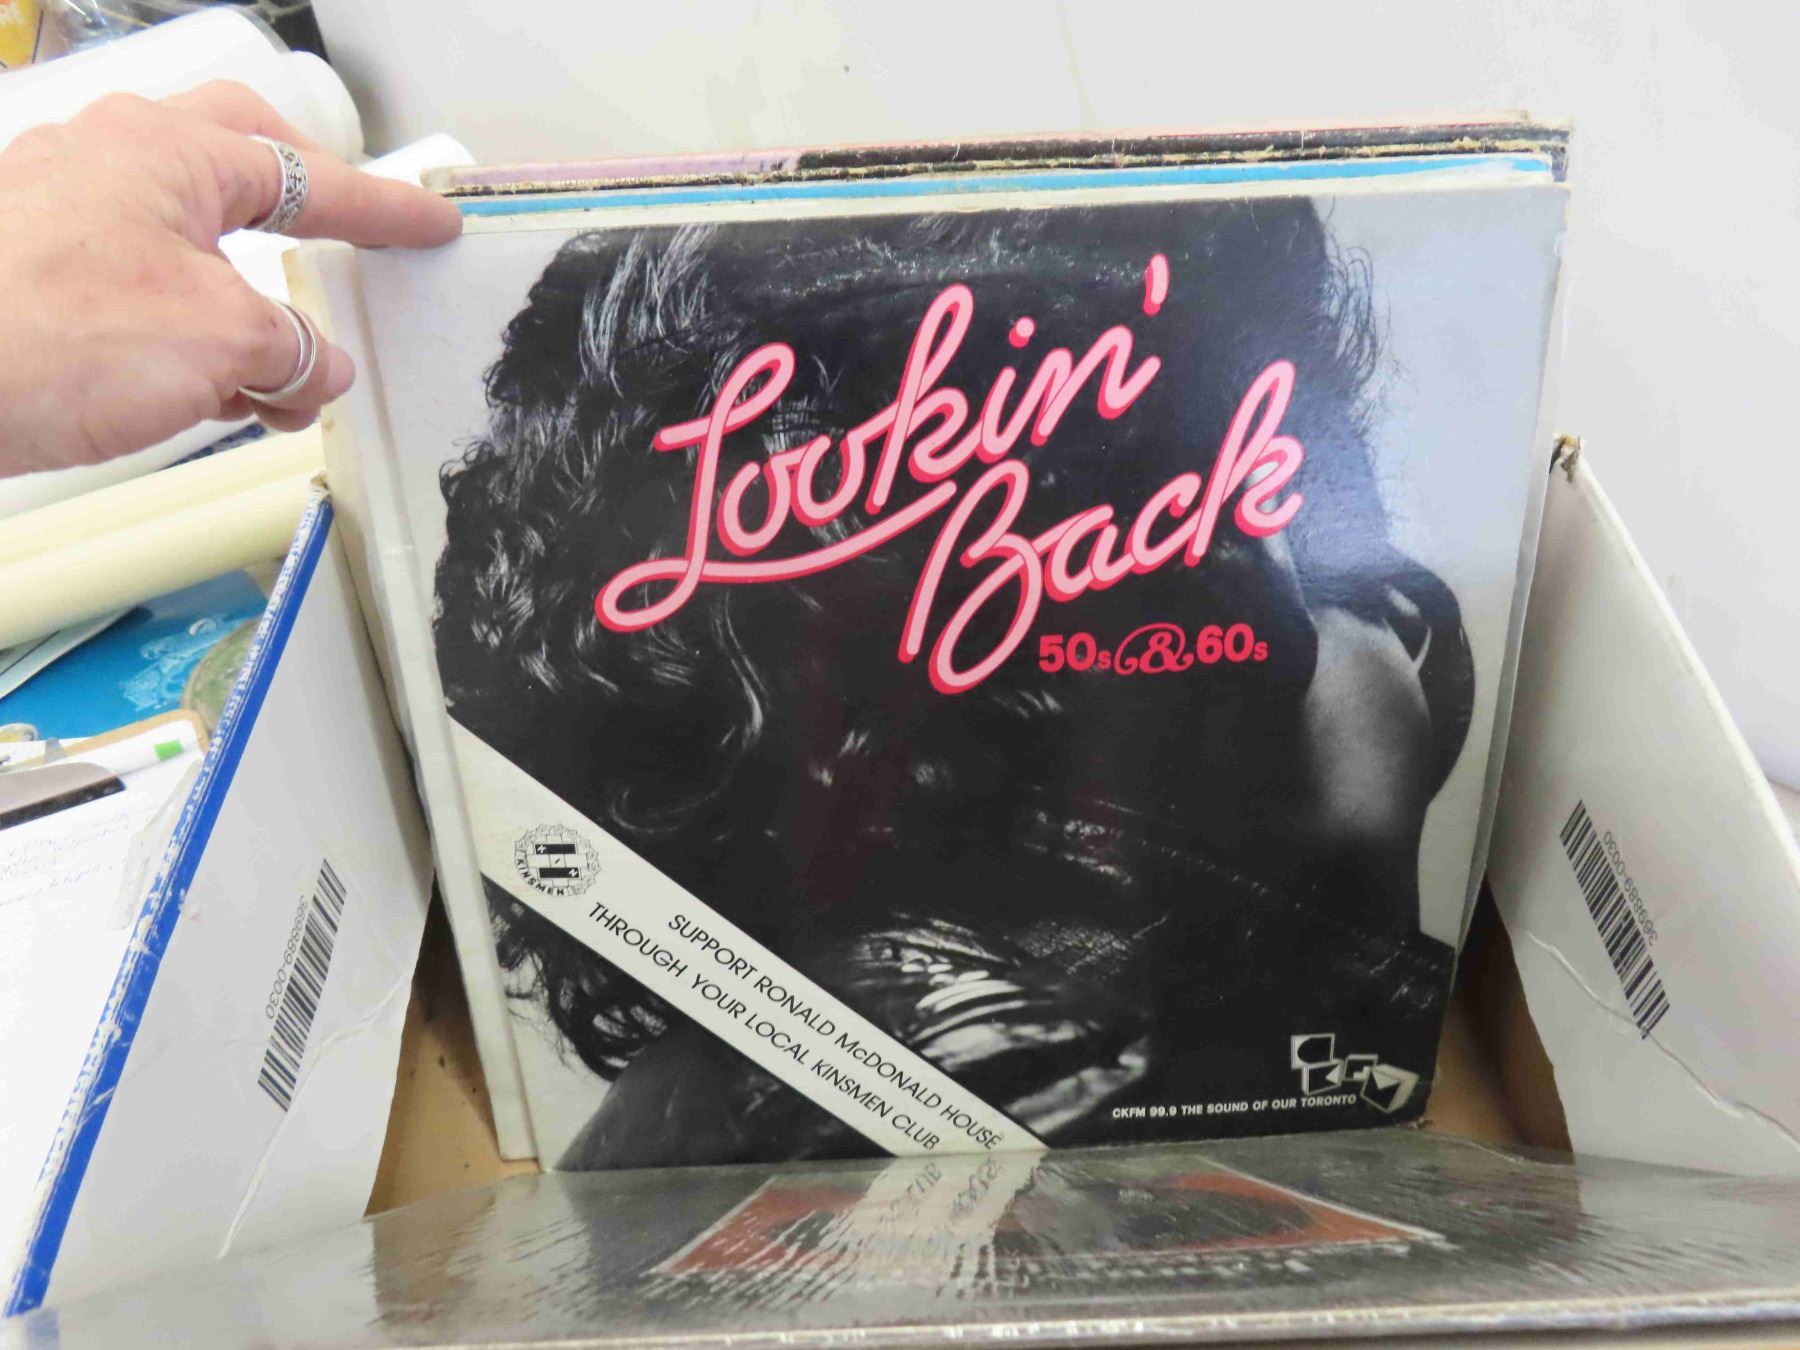 Lookin'
Back
50s & 60s
KIN
KINSMEN
SUPPORT RONALD McDONALD HOUSE
THROUGH YOUR LOCAL KINSMEN CLUB
CKFM
CKFM 99.9 THE SOUND OF OUR TORONTO
369889-0030
369889-0030